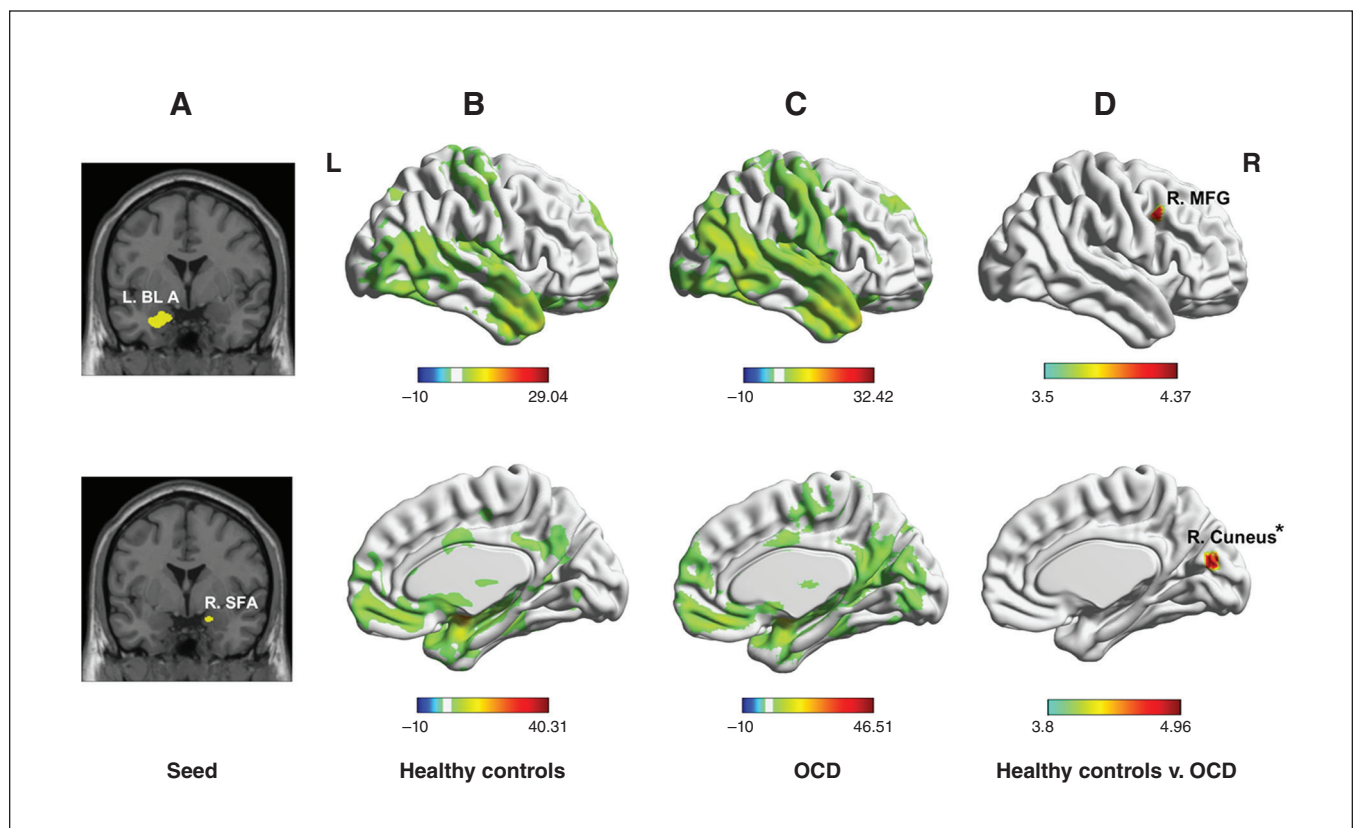 A B C D
L R
L. BL A
R. MFG
–10 29.04
–10 32.42
3.5 4.37
R. SFA
R. Cuneus*
–10 40.31
–10 46.51
3.8 4.96
Seed
Healthy controls
OCD
Healthy controls v. OCD